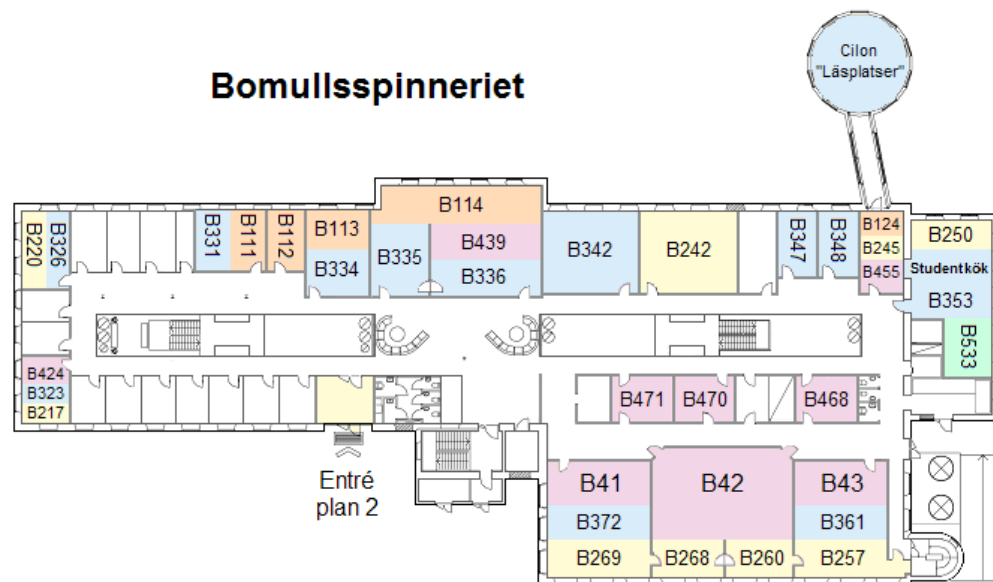 Cilon
"Läsplatser"
Bomullsspinneriet
B114
B220
B326
B331
B111
B112
B113
B334
B335
B439
B336
B342
B242
B347
B348
B124
B245
B455
B250
Studentkök
B353
B533
B424
B323
B217
B471
B470
B468
Entré
plan 2
B41
B42
B43
B372
B361
B269
B268
B260
B257